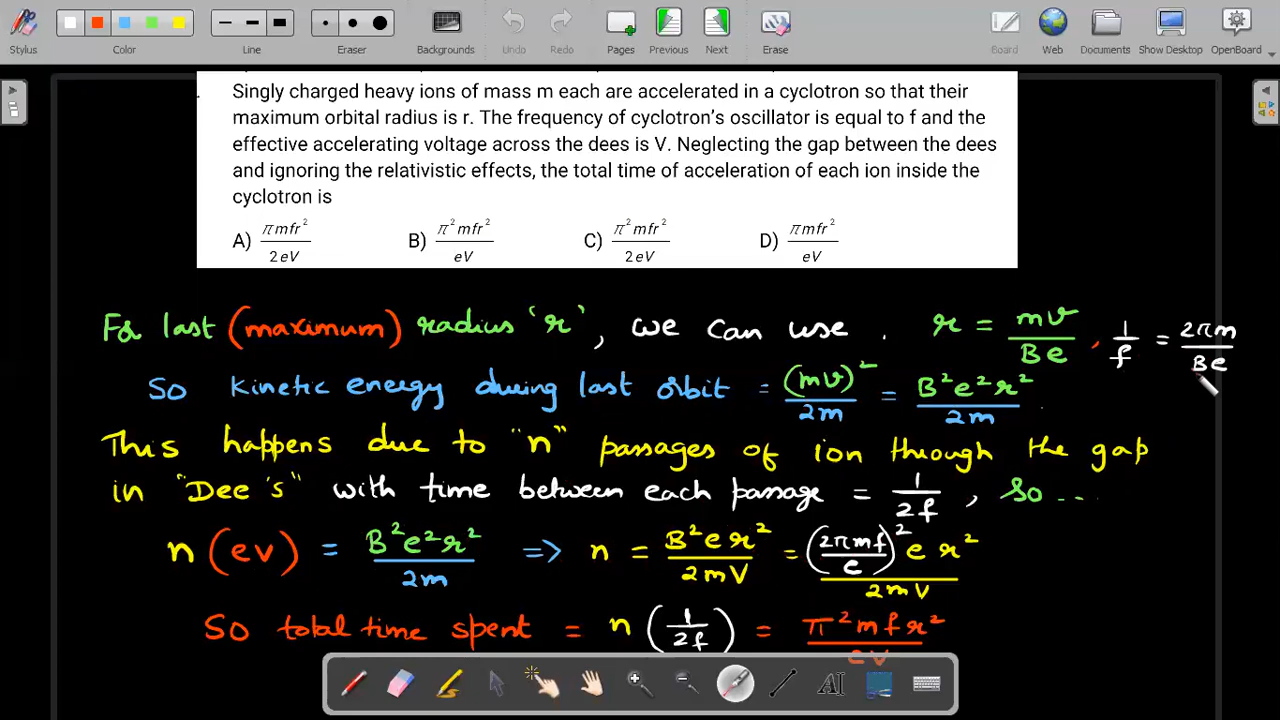 Stylus Color Line Eraser Backgrounds Undo Redo Pages Previous Next Erase Board Web Documents Show Desktop OpenBoard
Singly charged heavy ions of mass m each are accelerated in a cyclotron so that their
maximum orbital radius is r. The frequency of cyclotron's oscillator is equal to f and the
effective accelerating voltage across the dees is V. Neglecting the gap between the dees
and ignoring the relativistic effects, the total time of acceleration of each ion inside the
cyclotron is
A) πmfr²/2eV B) π²mfr²/eV C) π²mfr²/2eV D) πmfr²/eV
For last (maximum) radius 'r', we can use . r = mv/Be , 1/f = 2πm/Be
So kinetic energy during last orbit = (mv)²/2m = B²e²r²/2m .
This happens due to "n" passages of ion through the gap
in "Dee's" with time between each passage = 1/2f , so ...
n (eV) = B²e²r²/2m => n = B²er²/2mV = (2πmf/e)² e r²/2mV
So total time spent = n (1/2f) = π²mfr²/eV
AI